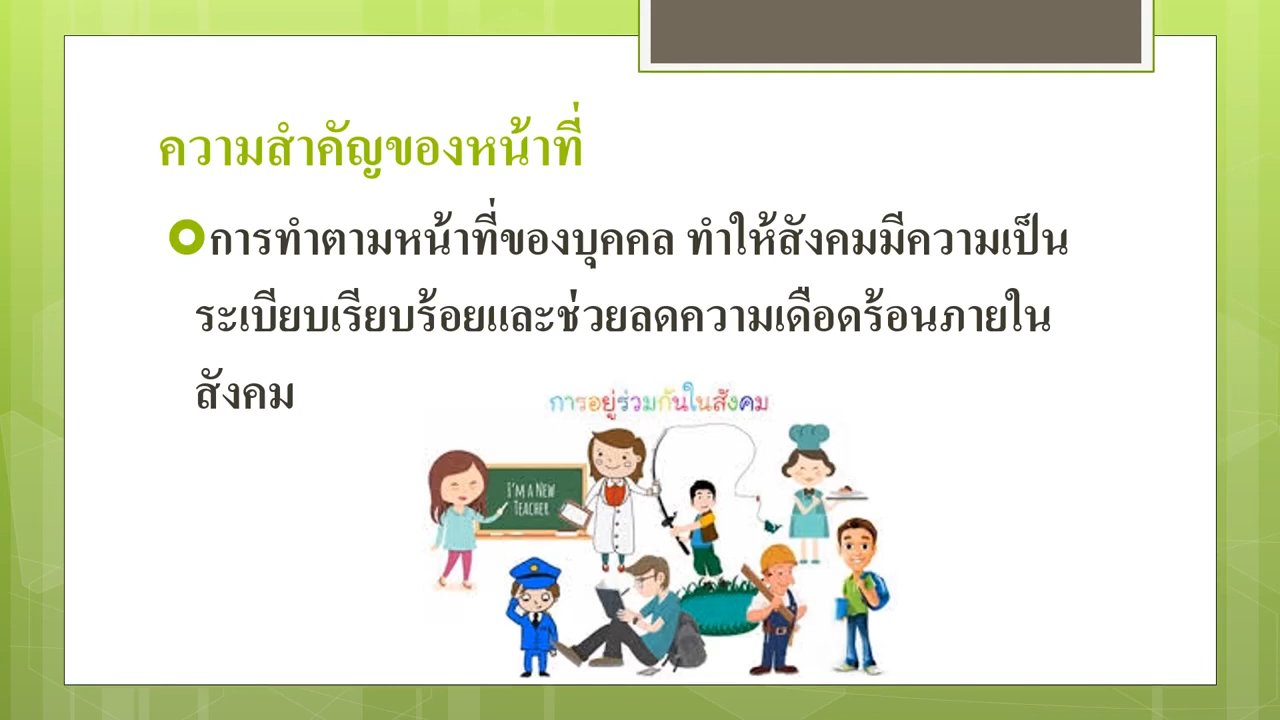 ความสำคัญของหน้าที่
การทำตามหน้าที่ของบุคคล ทำให้สังคมมีความเป็น
ระเบียบเรียบร้อยและช่วยลดความเดือดร้อนภายใน
สังคม
การอยู่ร่วมกันในสังคม
I'M A NEW
TEACHER